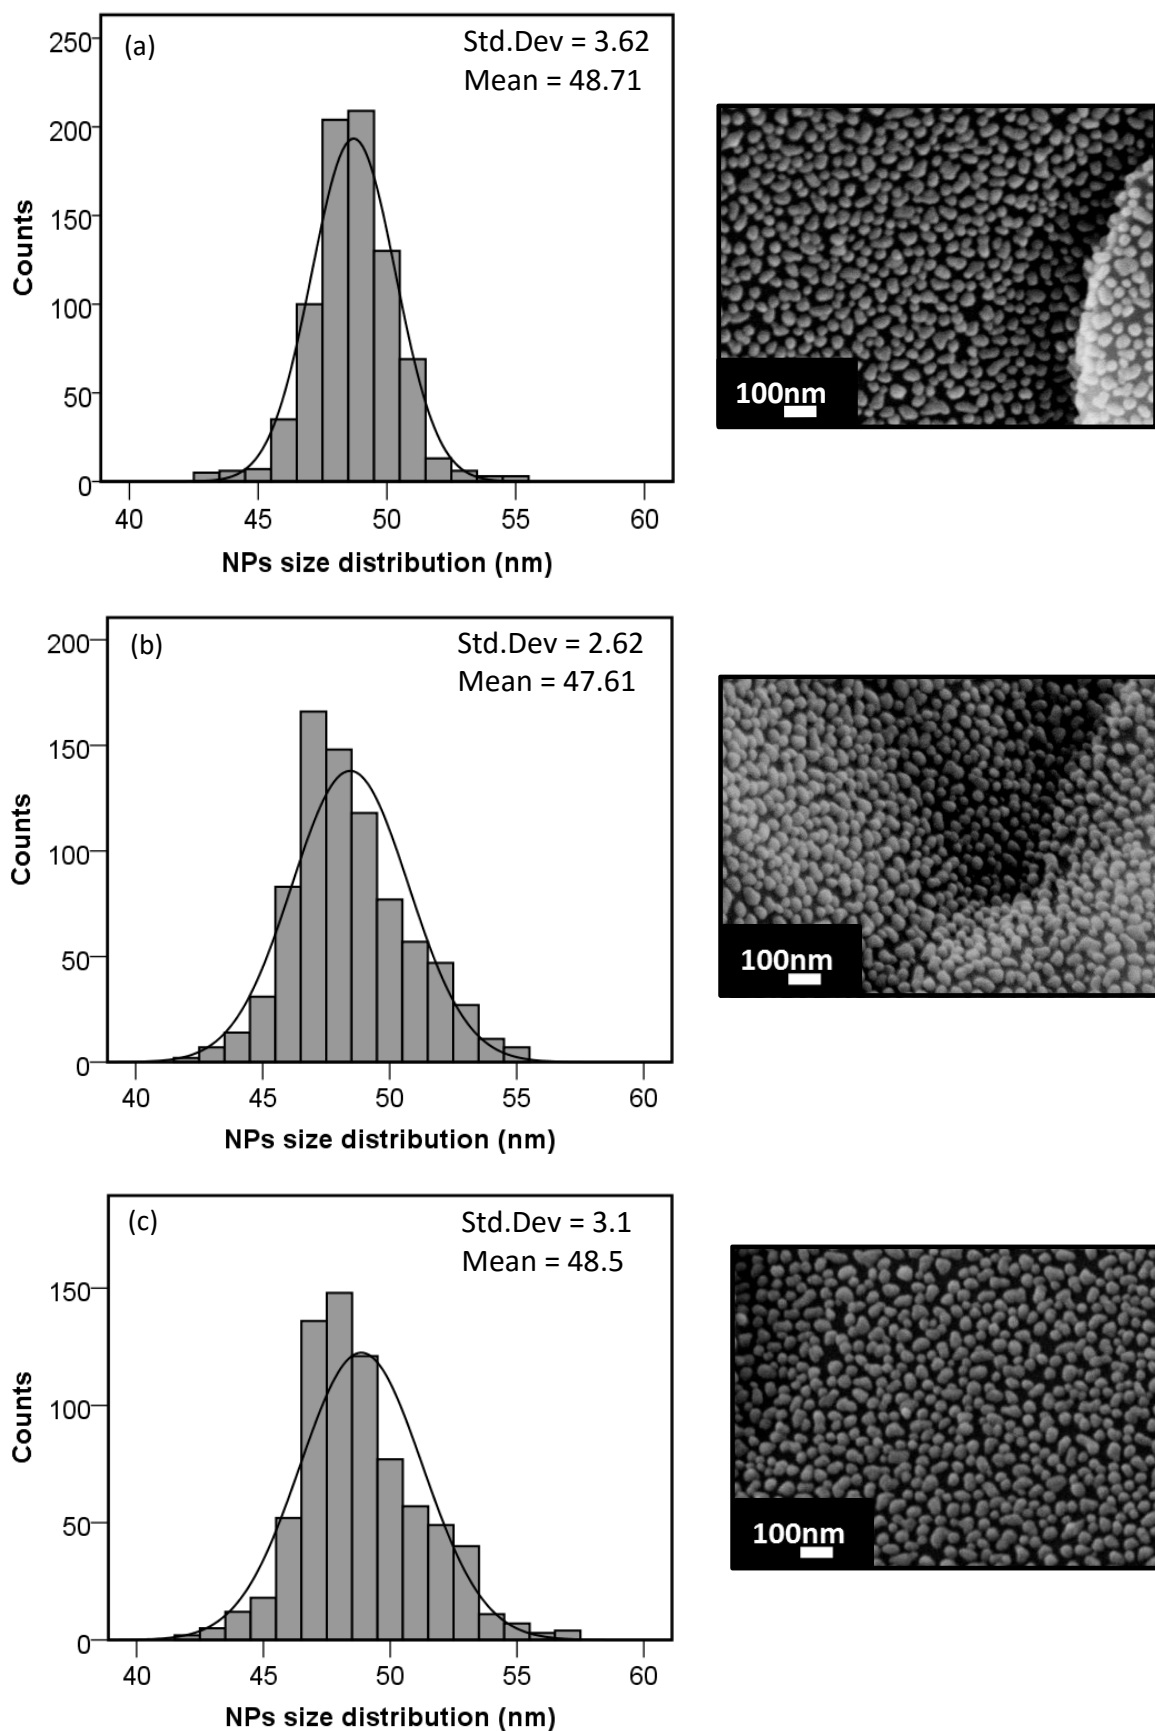 (a)
Std.Dev = 3.62
Mean = 48.71
250
200
150
100
50
0
Counts
40 45 50 55 60
NPs size distribution (nm)
100nm
(b)
Std.Dev = 2.62
Mean = 47.61
200
150
100
50
0
Counts
40 45 50 55 60
NPs size distribution (nm)
100nm
(c)
Std.Dev = 3.1
Mean = 48.5
150
100
50
0
Counts
40 45 50 55 60
NPs size distribution (nm)
100nm